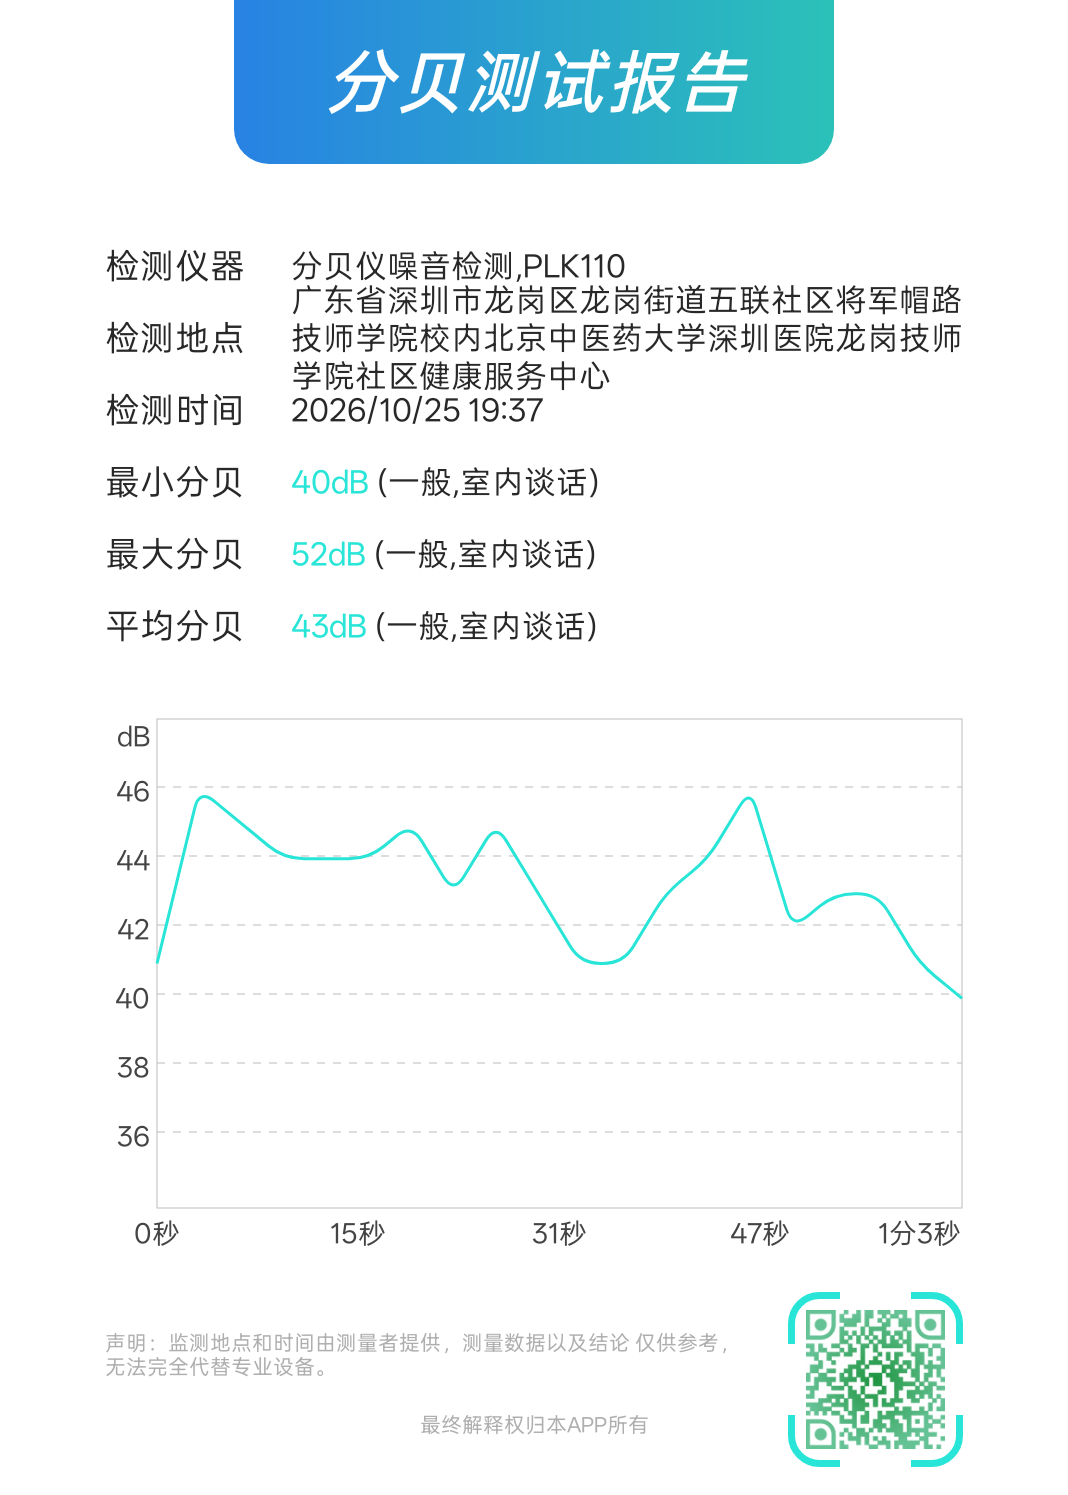 分贝测试报告
检测仪器 分贝仪噪音检测,PLK110
检测地点 广东省深圳市龙岗区龙岗街道五联社区将军帽路
技师学院校内北京中医药大学深圳医院龙岗技师
学院社区健康服务中心
检测时间 2026/10/25 19:37
最小分贝 40dB (一般,室内谈话)
最大分贝 52dB (一般,室内谈话)
平均分贝 43dB (一般,室内谈话)
dB
46
44
42
40
38
36
0秒 15秒 31秒 47秒 1分3秒
声明：监测地点和时间由测量者提供，测量数据以及结论 仅供参考，
无法完全代替专业设备。
最终解释权归本APP所有